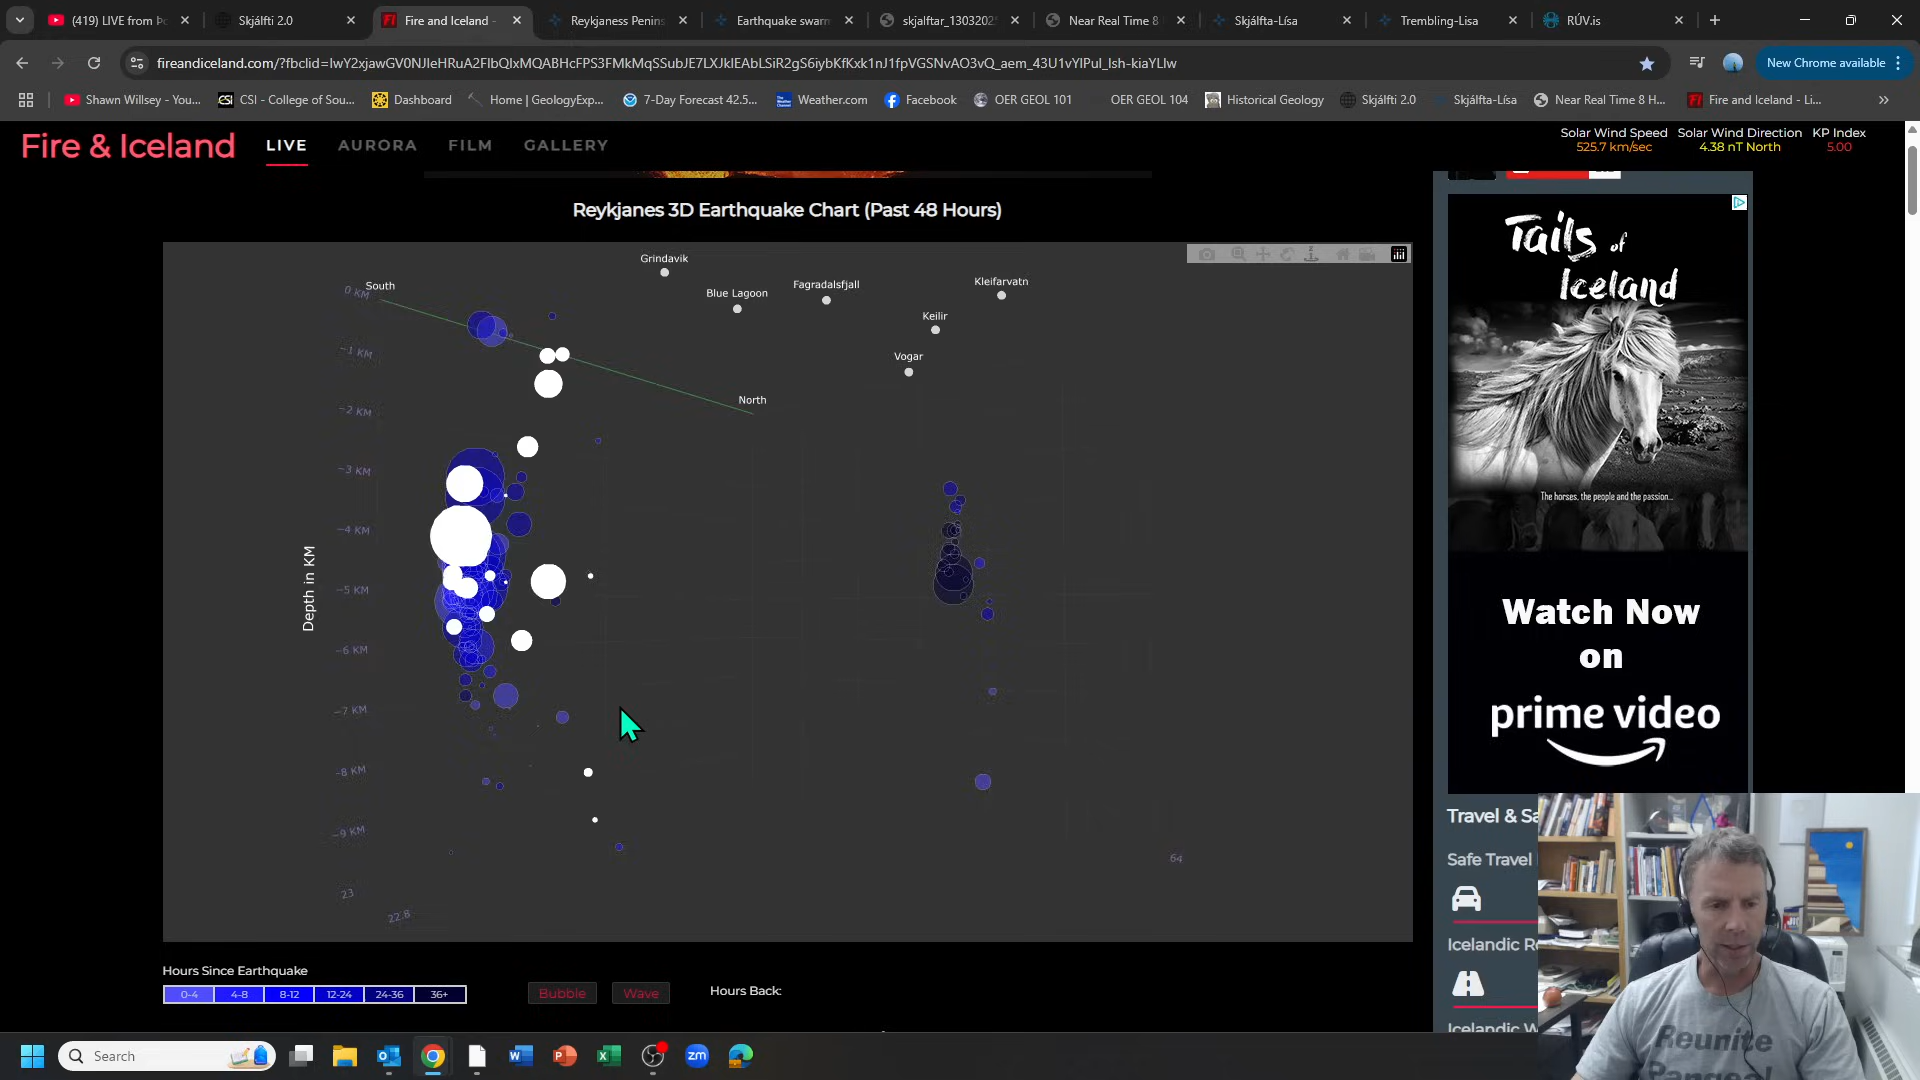 (419) LIVE from Þo
Skjálfti 2.0
Fire and Iceland -
Reykjaness Penins
Earthquake swarm
skjalftar_1303202
Near Real Time 8
Skjálfta-Lísa
Trembling-Lisa
RÚV.is
New Chrome available
Shawn Willsey - You...
CSI - College of Sou...
Dashboard
Home | GeologyExp...
7-Day Forecast 42.5...
Weather.com
Facebook
OER GEOL 101
OER GEOL 104
Historical Geology
Skjálfti 2.0
Skjálfta-Lísa
Near Real Time 8 H...
Fire and Iceland - Li...
Fire & Iceland
LIVE
AURORA
FILM
GALLERY
Solar Wind Speed
525.7 km/sec
Solar Wind Direction
4.38 nT North
KP Index
5.00
Reykjanes 3D Earthquake Chart (Past 48 Hours)
South
Grindavik
Blue Lagoon
Fagradalsfjall
Kleifarvatn
Keilir
Vogar
North
0 KM
−1 KM
−2 KM
−3 KM
−4 KM
−5 KM
−6 KM
−7 KM
−8 KM
−9 KM
Depth in KM
23
22.8
64
Hours Since Earthquake
0-4
4-8
8-12
12-24
24-36
36+
Bubble
Wave
Hours Back:
Tails of
Iceland
The horses, the people and the passion...
Watch Now
on
prime video
Travel & Sa
Safe Travel
Icelandic R
Icelandic W
Reunite
Pangea!
Search